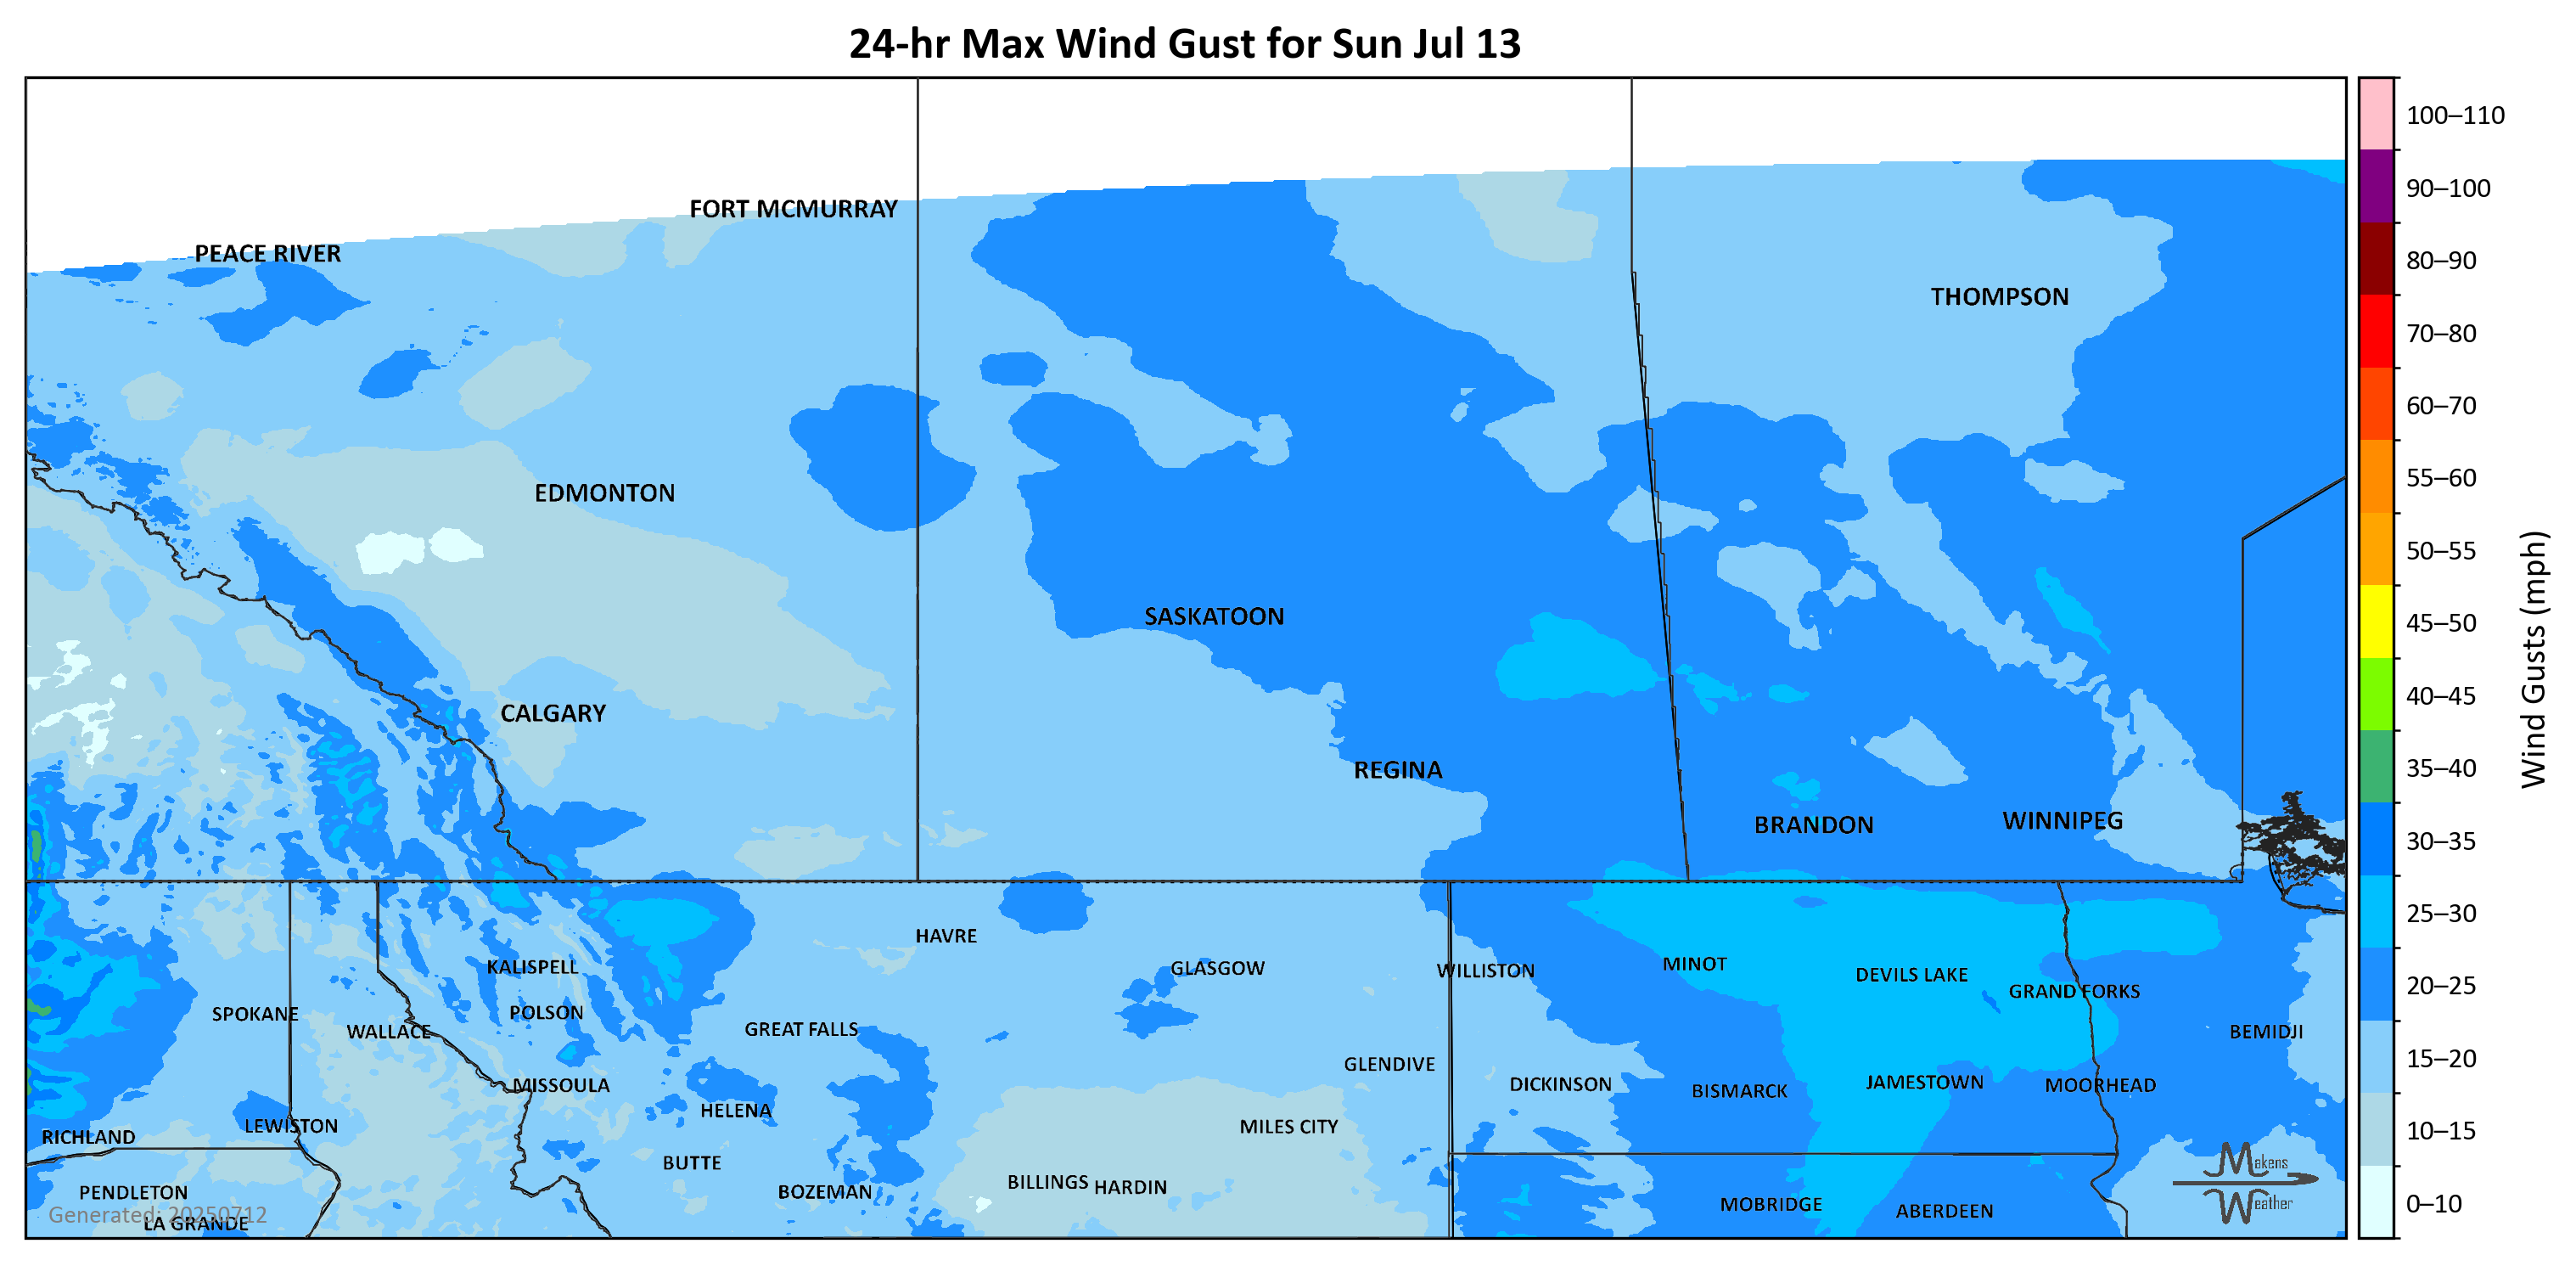 24-hr Max Wind Gust for Sun Jul 13
100–110
FORT MCMURRAY
90–100
PEACE RIVER
80–90
THOMPSON
70–80
60–70
55–60
EDMONTON
50–55
SASKATOON
45–50
Wind Gusts (mph)
40–45
CALGARY
35–40
REGINA
WINNIPEG
BRANDON
30–35
25–30
HAVRE
MINOT
KALISPELL
GLASGOW
WILLISTON
DEVILS LAKE
20–25
GRAND FORKS
POLSON
SPOKANE
GREAT FALLS
WALLACE
BEMIDJI
15–20
GLENDIVE
JAMESTOWN
DICKINSON
MISSOULA
MOORHEAD
BISMARCK
HELENA
LEWISTON
MILES CITY
10–15
RICHLAND
BUTTE
Makens
BILLINGS
HARDIN
PENDLETON
BOZEMAN
MOBRIDGE
Weather
0–10
ABERDEEN
Generated: 20250712
LA GRANDE